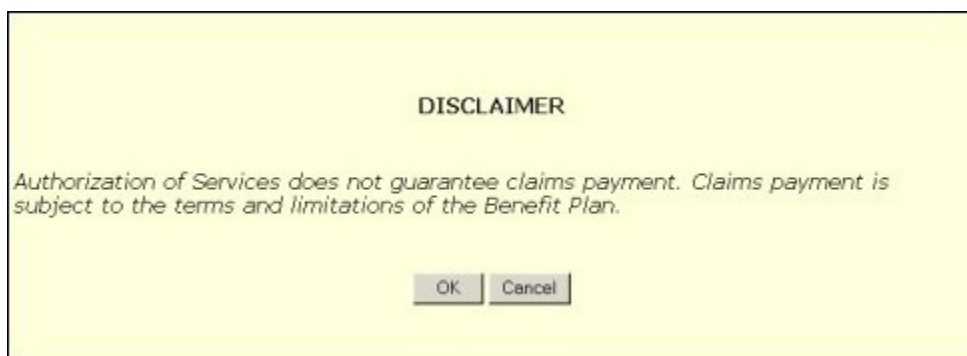 DISCLAIMER
Authorization of Services does not guarantee claims payment. Claims payment is
subject to the terms and limitations of the Benefit Plan.
OK Cancel